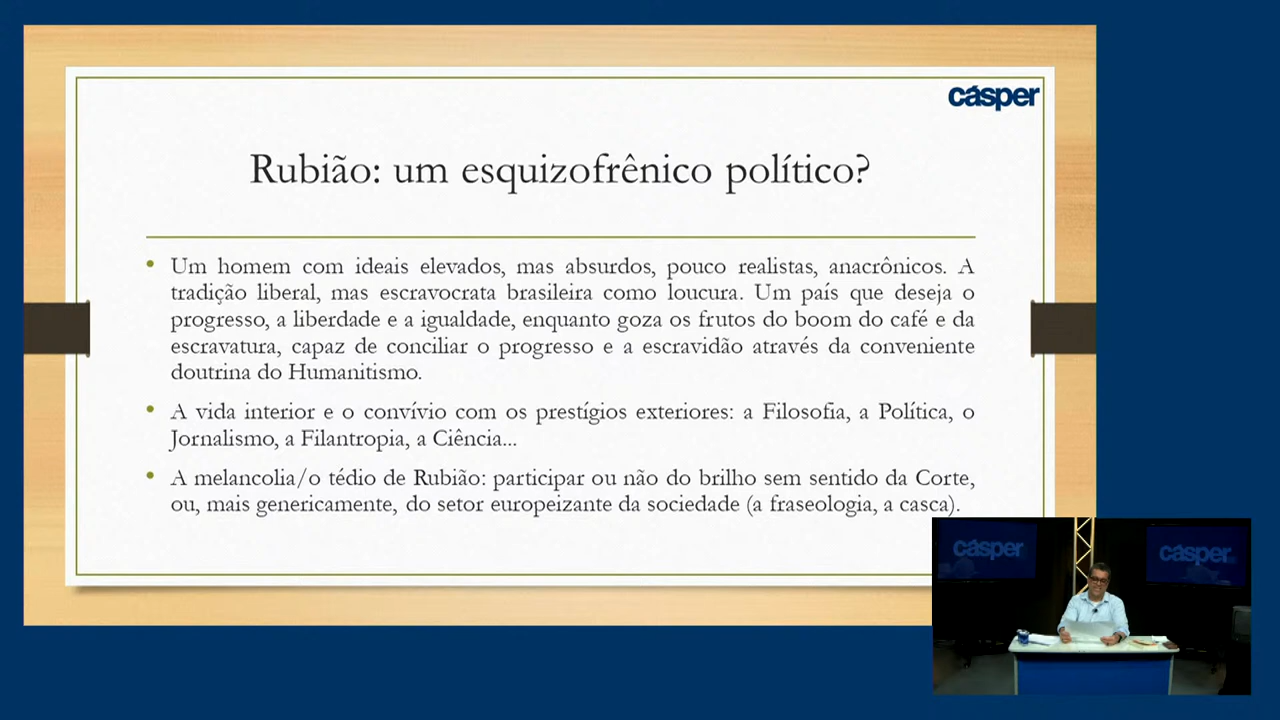 cásper
Rubião: um esquizofrênico político?
• Um homem com ideais elevados, mas absurdos, pouco realistas, anacrônicos. A
tradição liberal, mas escravocrata brasileira como loucura. Um país que deseja o
progresso, a liberdade e a igualdade, enquanto goza os frutos do boom do café e da
escravatura, capaz de conciliar o progresso e a escravidão através da conveniente
doutrina do Humanitismo.
• A vida interior e o convívio com os prestígios exteriores: a Filosofia, a Política, o
Jornalismo, a Filantropia, a Ciência...
• A melancolia/o tédio de Rubião: participar ou não do brilho sem sentido da Corte,
ou, mais genericamente, do setor europeizante da sociedade (a fraseologia, a casca).
cásper
cásper